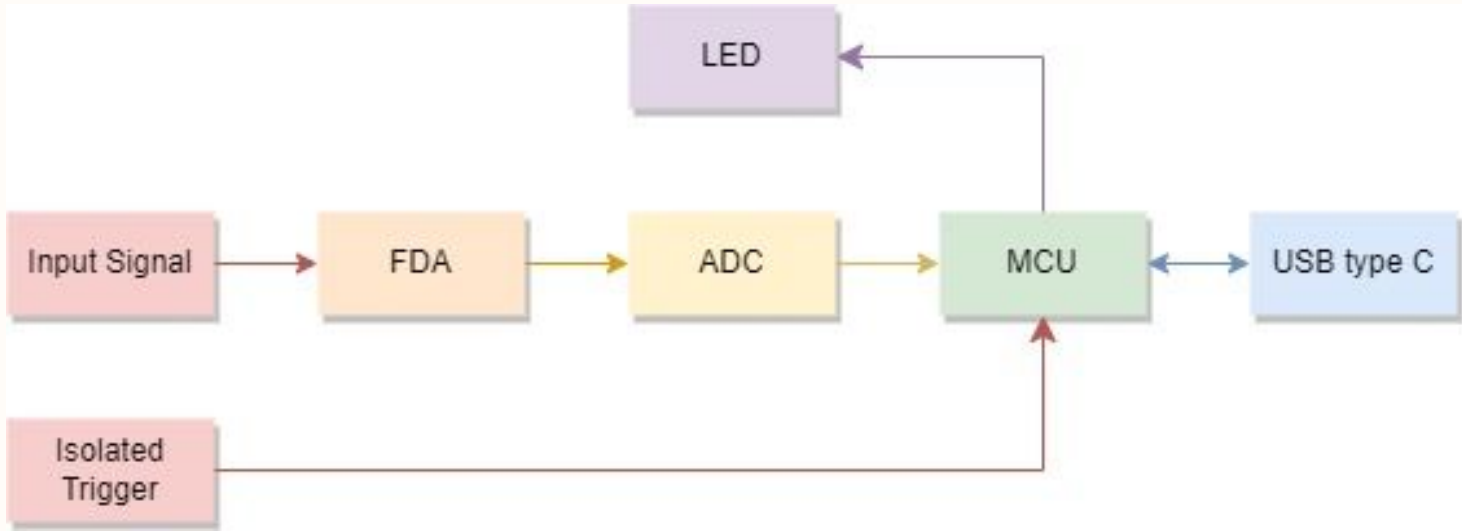 LED
Input Signal
FDA
ADC
MCU
USB type C
Isolated
Trigger